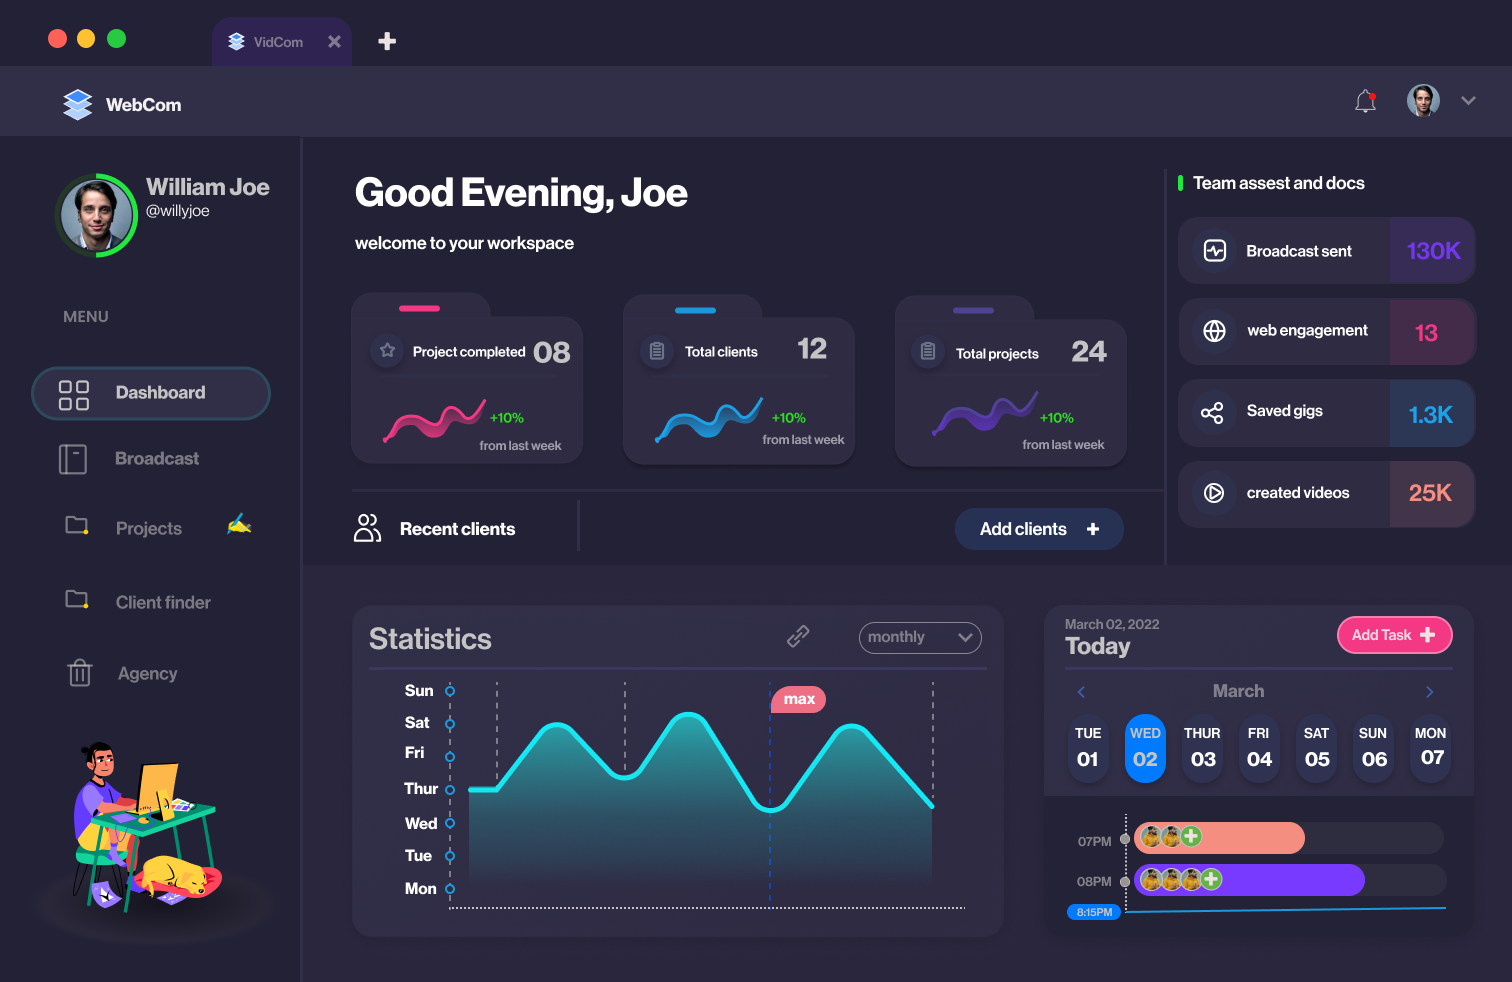 VidCom
WebCom
William Joe
@willyjoe
MENU
Dashboard
Broadcast
Projects
Client finder
Agency
Good Evening, Joe
welcome to your workspace
Project completed 08
+10%
from last week
Total clients 12
+10%
from last week
Total projects 24
+10%
from last week
Recent clients
Add clients +
Team assest and docs
Broadcast sent 130K
web engagement 13
Saved gigs 1.3K
created videos 25K
Statistics
monthly
Sun
Sat
Fri
Thur
Wed
Tue
Mon
max
March 02, 2022
Today
Add Task +
March
TUE WED THUR FRI SAT SUN MON
01 02 03 04 05 06 07
07PM
08PM
8:15PM